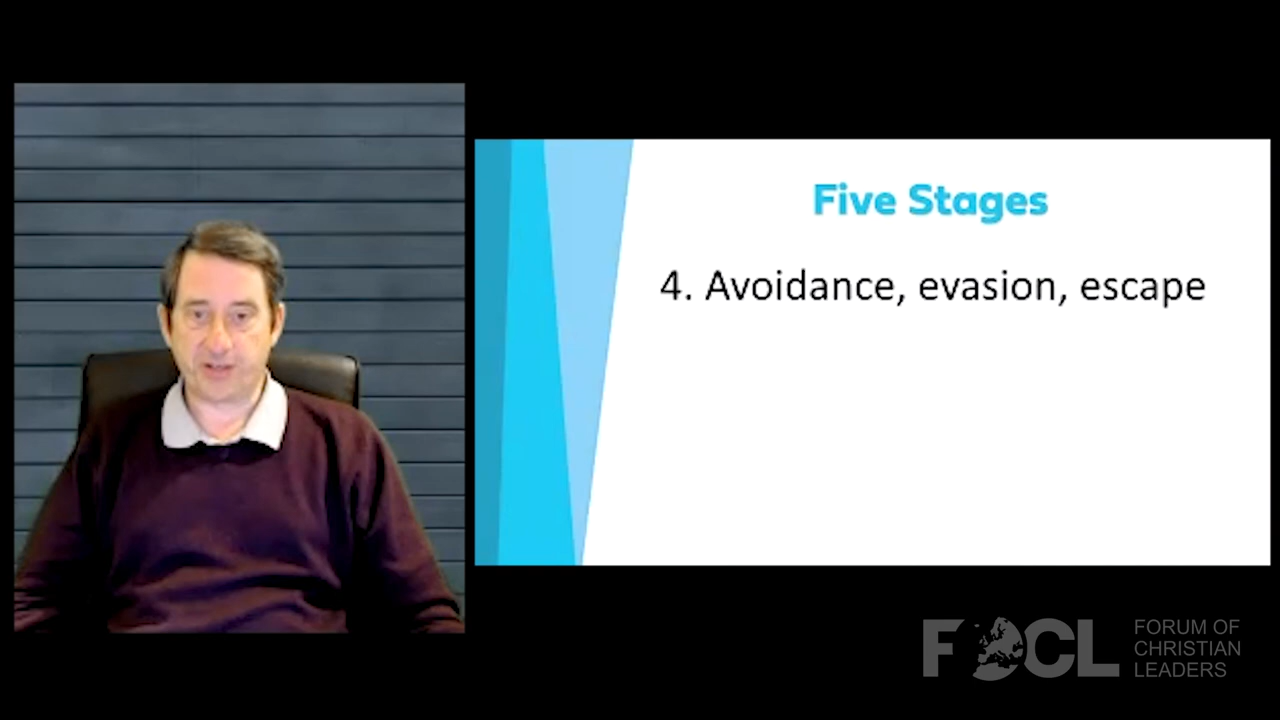 Five Stages
4. Avoidance, evasion, escape
FOCL
FORUM OF
CHRISTIAN
LEADERS